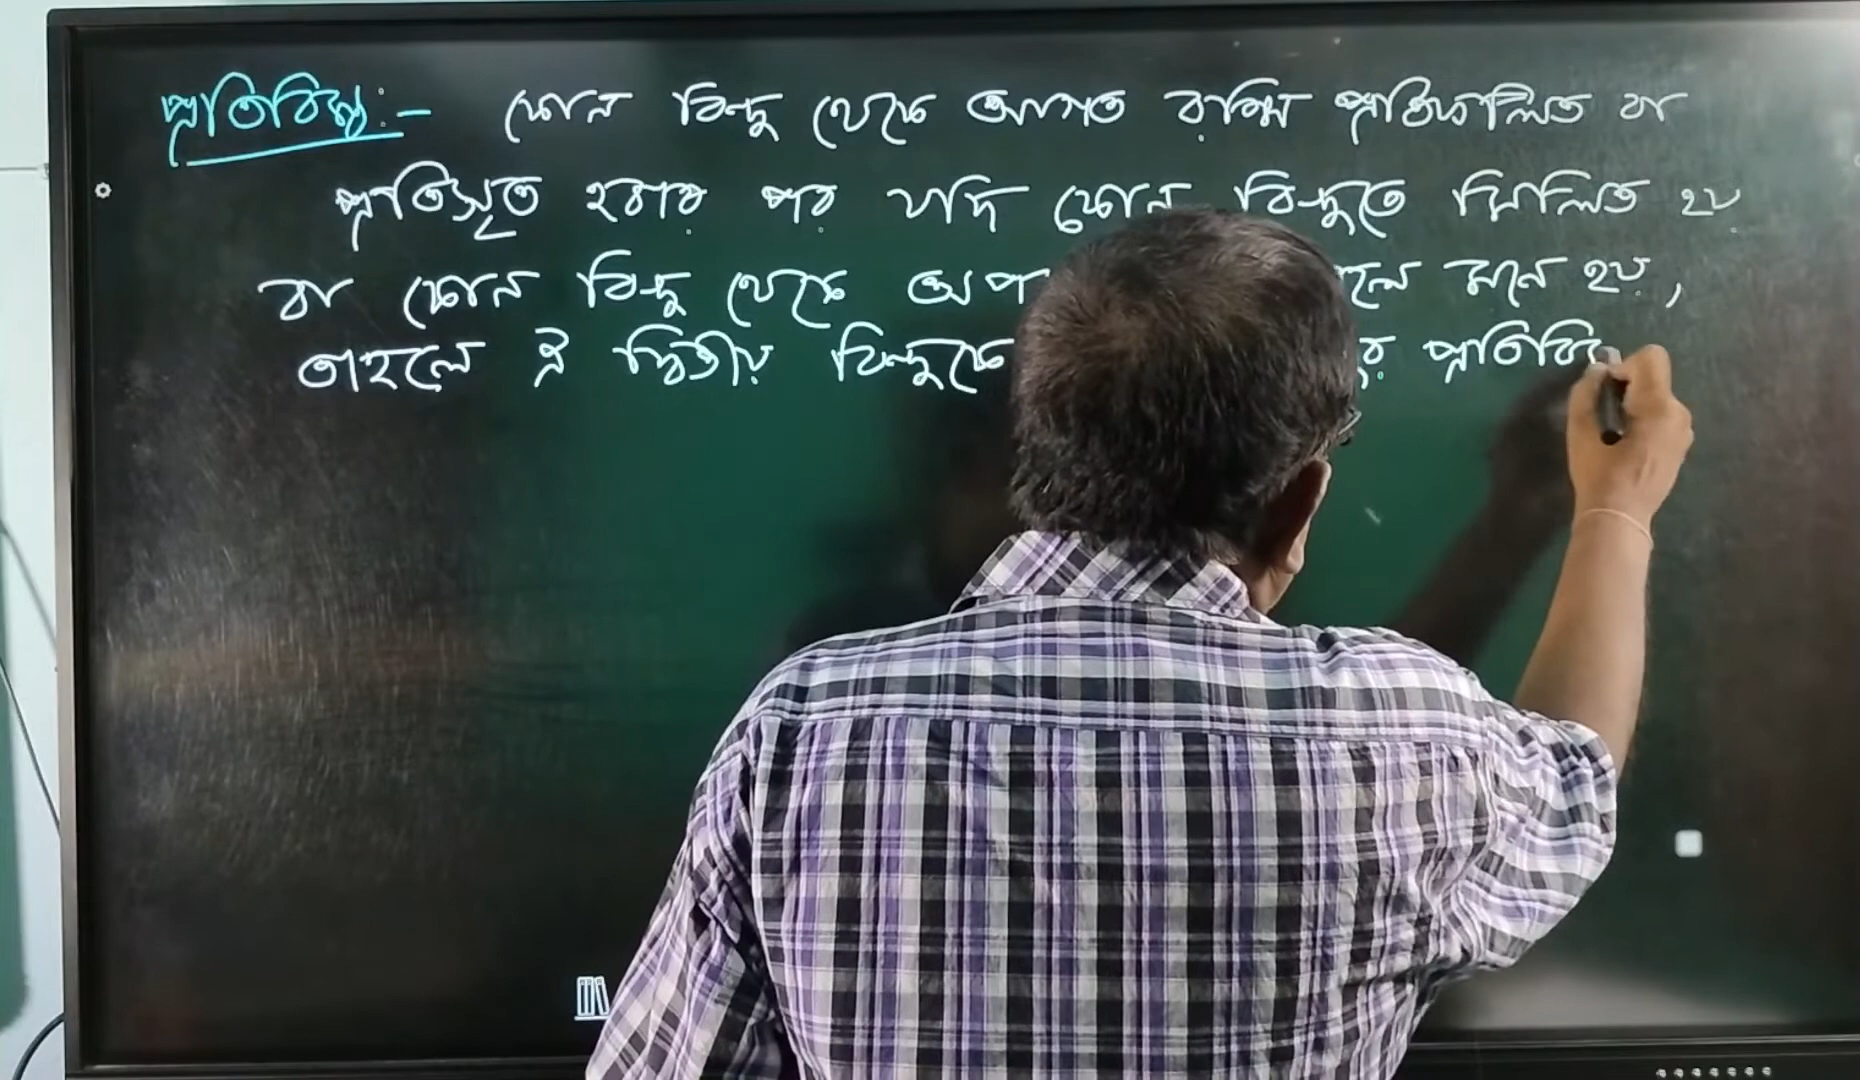 প্রতিবিম্ব:- কোন বিন্দু থেকে আগত রশ্মি প্রতিফলিত বা
প্রতিসৃত হবার পর যদি কোন বিন্দুতে মিলিত হয়
বা কোন বিন্দু থেকে অপ মনে হয়,
তাহলে ঐ দ্বিতীয় বিন্দুকে প্রতিবি